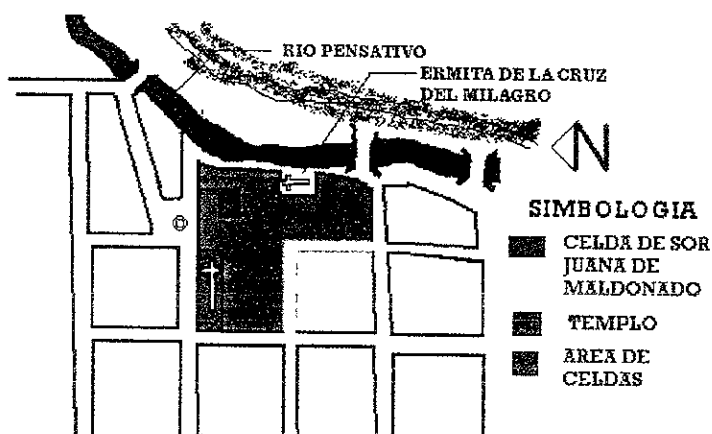 RIO PENSATIVO
ERMITA DE LA CRUZ
DEL MILAGRO
N
SIMBOLOGIA
CELDA DE SOR
JUANA DE
MALDONADO
TEMPLO
AREA DE
CELDAS